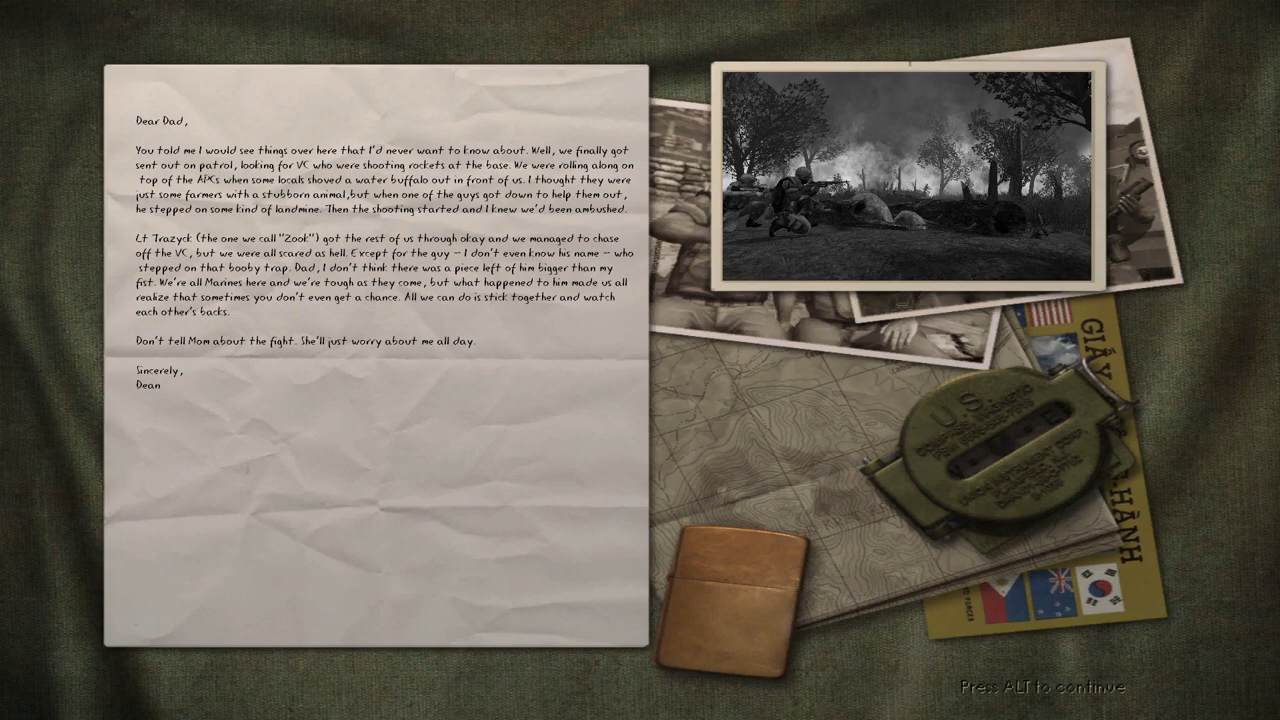 Dear Dad,
You told me I would see things over here that I'd never want to know about. Well, we finally got
sent out on patrol, looking for VC who were shooting rockets at the base. We were rolling along on
top of the APCs when some locals shoved a water buffalo out in front of us. I thought they were
just some farmers with a stubborn animal,but when one of the guys got down to help them out,
he stepped on some kind of landmine. Then the shooting started and I knew we'd been ambushed.
Lt Trazyck (the one we call "Zook") got the rest of us through okay and we managed to chase
off the VC, but we were all scared as hell. Except for the guy - I don't even know his name - who
stepped on that booby trap. Dad, I don't think there was a piece left of him bigger than my
fist. We're all Marines here and we're tough as they come, but what happened to him made us all
realize that sometimes you don't even get a chance. All we can do is stick together and watch
each other's backs.
Don't tell Mom about the fight. She'll just worry about me all day.
Sincerely,
Dean
GIẤY
HÀNH
U S
Press ALT to continue